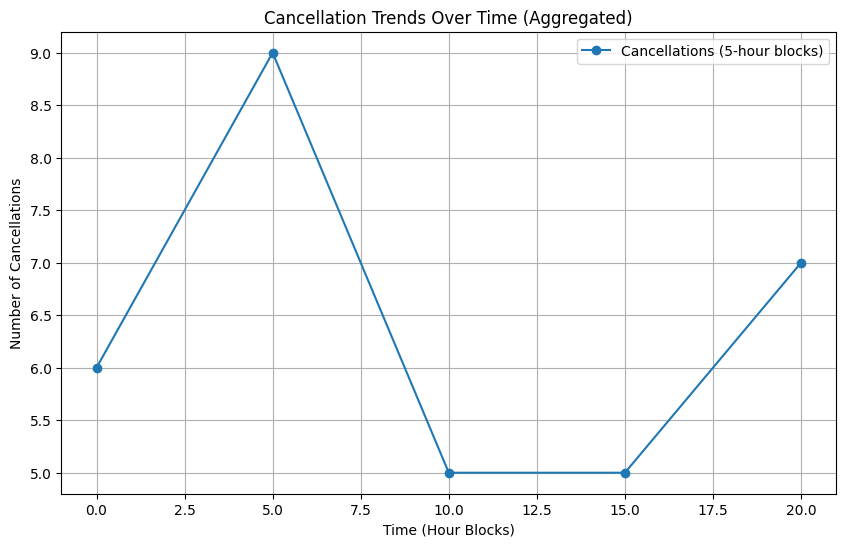 Cancellation Trends Over Time (Aggregated)
Cancellations (5-hour blocks)
Number of Cancellations
9.0
8.5
8.0
7.5
7.0
6.5
6.0
5.5
5.0
0.0 2.5 5.0 7.5 10.0 12.5 15.0 17.5 20.0
Time (Hour Blocks)